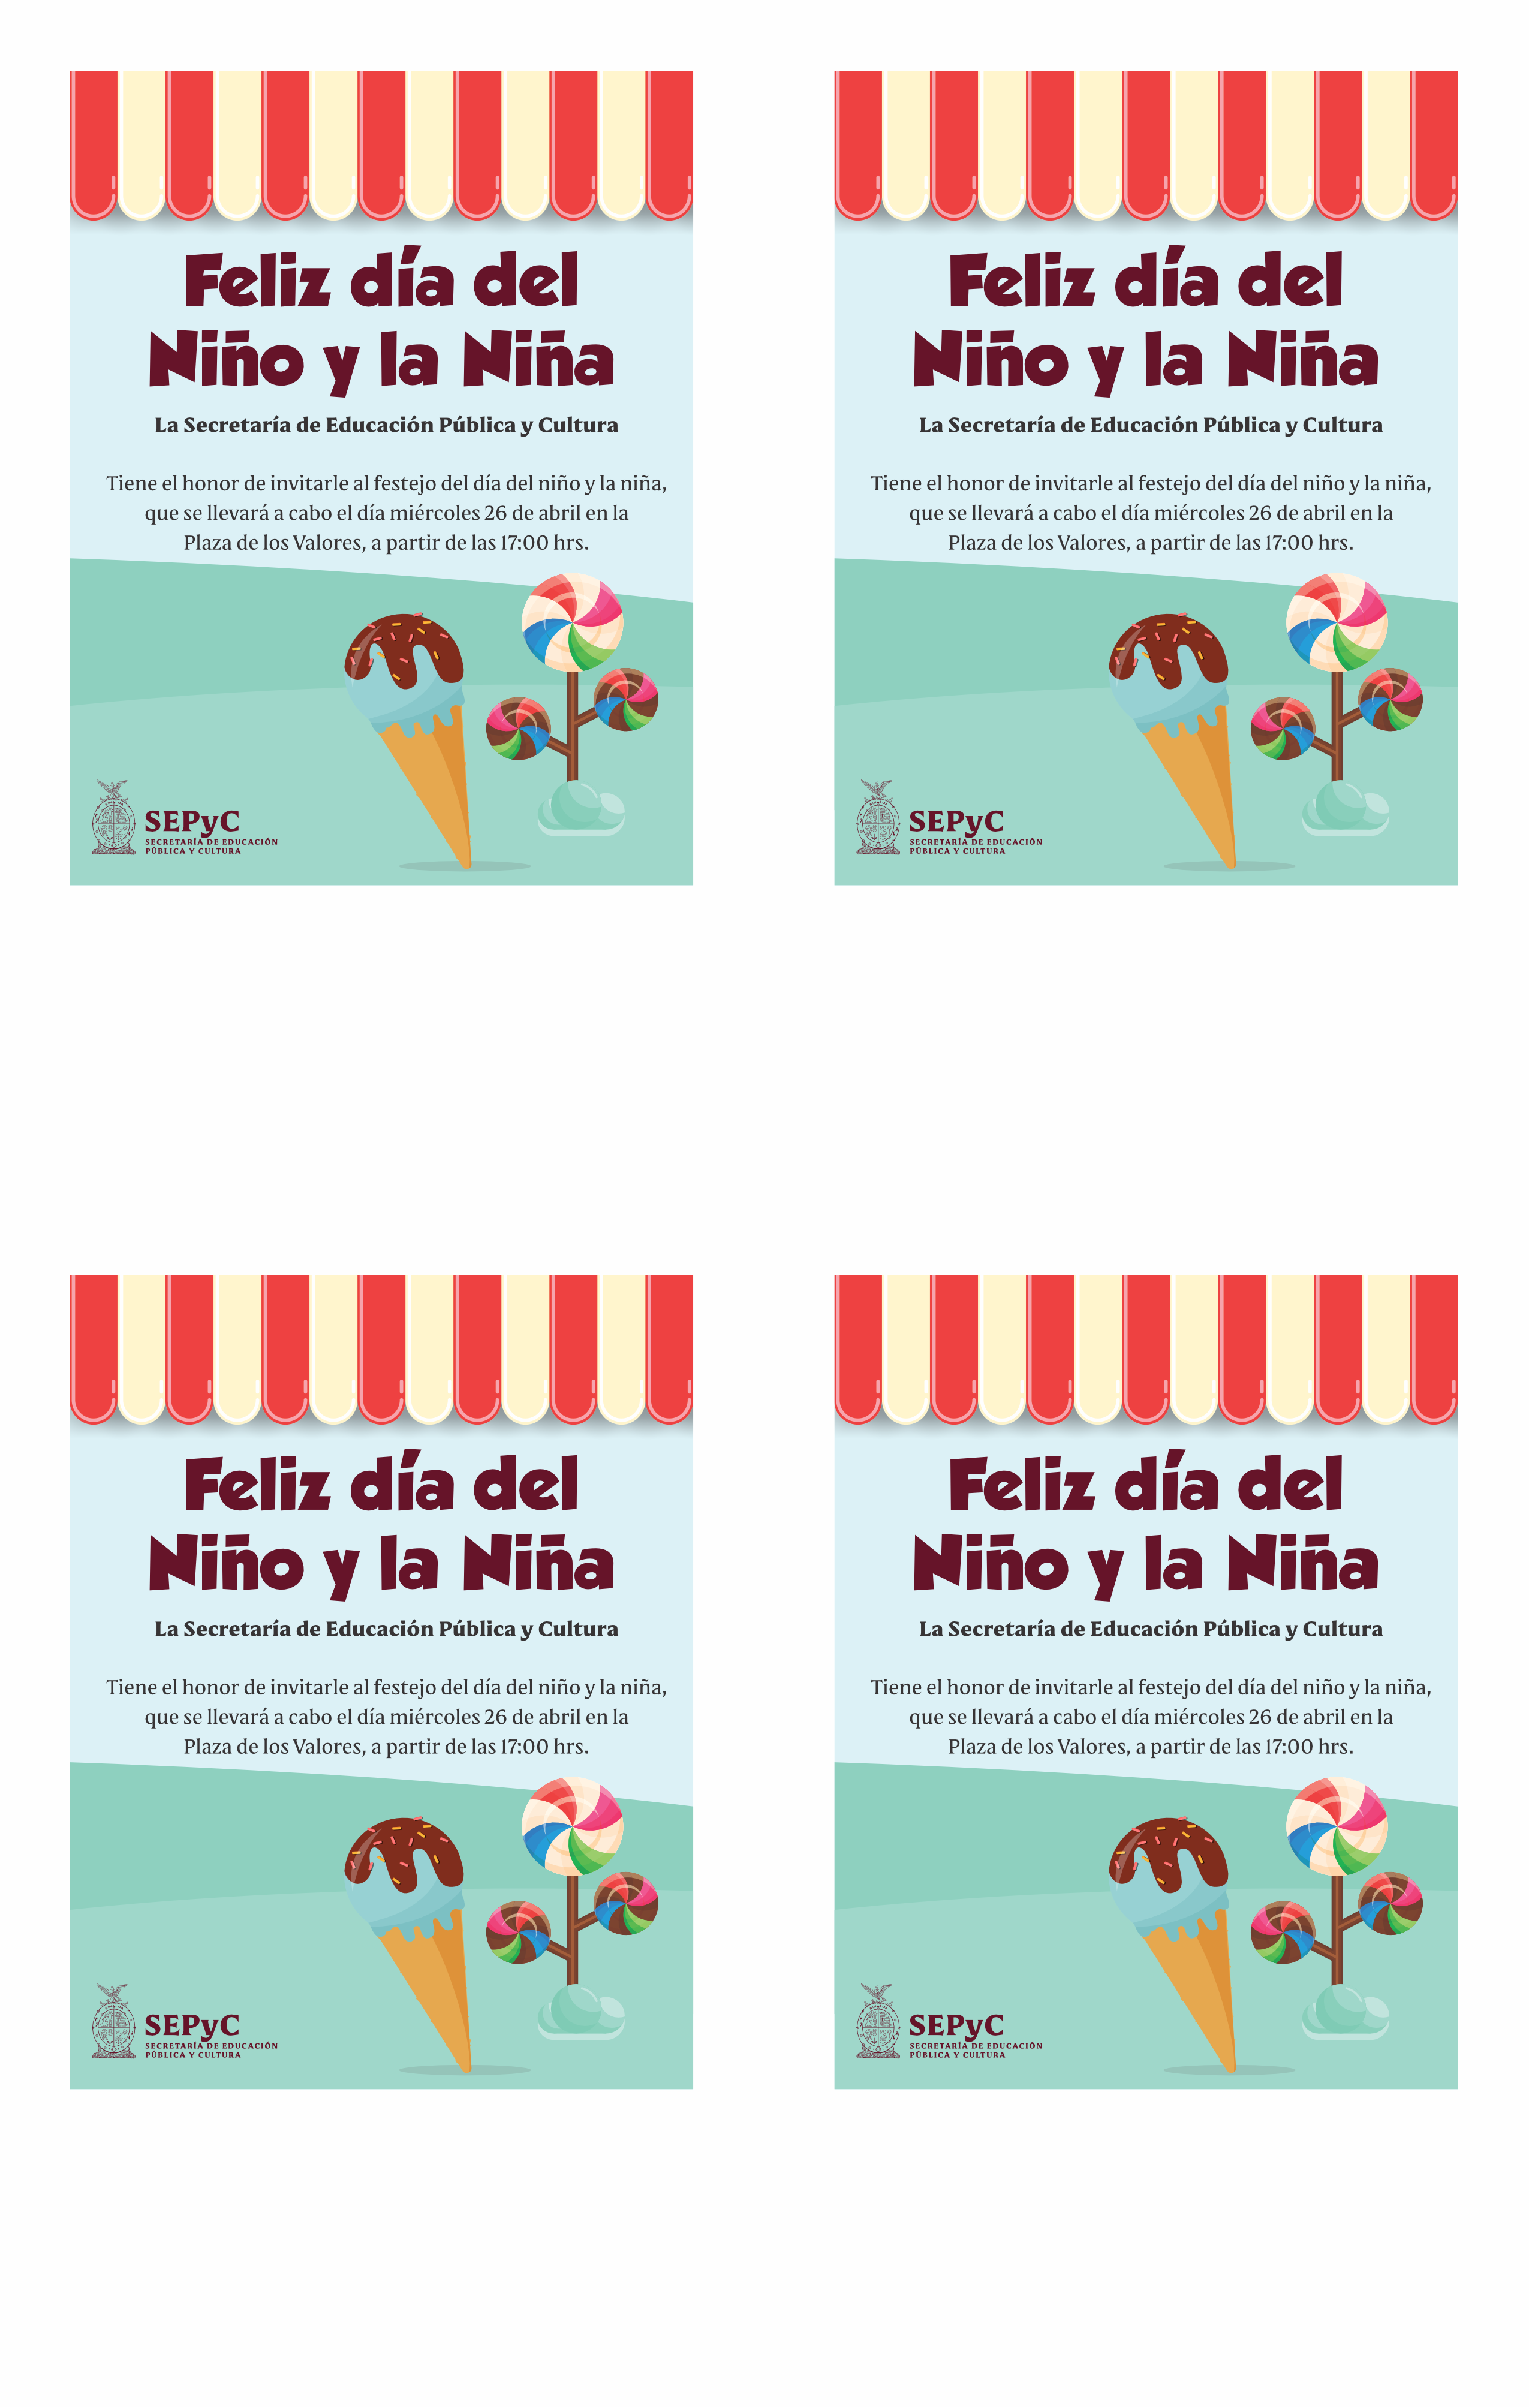 Feliz día del
Niño y la Niña
La Secretaría de Educación Pública y Cultura
Tiene el honor de invitarle al festejo del día del niño y la niña,
que se llevará a cabo el día miércoles 26 de abril en la
Plaza de los Valores, a partir de las 17:00 hrs.
SEPyC
SECRETARÍA DE EDUCACIÓN
PÚBLICA Y CULTURA
Feliz día del
Niño y la Niña
La Secretaría de Educación Pública y Cultura
Tiene el honor de invitarle al festejo del día del niño y la niña,
que se llevará a cabo el día miércoles 26 de abril en la
Plaza de los Valores, a partir de las 17:00 hrs.
SEPyC
SECRETARÍA DE EDUCACIÓN
PÚBLICA Y CULTURA
Feliz día del
Niño y la Niña
La Secretaría de Educación Pública y Cultura
Tiene el honor de invitarle al festejo del día del niño y la niña,
que se llevará a cabo el día miércoles 26 de abril en la
Plaza de los Valores, a partir de las 17:00 hrs.
SEPyC
SECRETARÍA DE EDUCACIÓN
PÚBLICA Y CULTURA
Feliz día del
Niño y la Niña
La Secretaría de Educación Pública y Cultura
Tiene el honor de invitarle al festejo del día del niño y la niña,
que se llevará a cabo el día miércoles 26 de abril en la
Plaza de los Valores, a partir de las 17:00 hrs.
SEPyC
SECRETARÍA DE EDUCACIÓN
PÚBLICA Y CULTURA